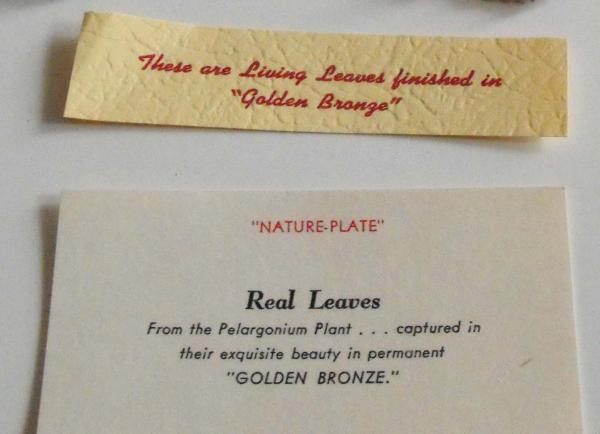 These are Living Leaves finished in
"Golden Bronze"
"NATURE-PLATE"
Real Leaves
From the Pelargonium Plant . . . captured in
their exquisite beauty in permanent
"GOLDEN BRONZE."